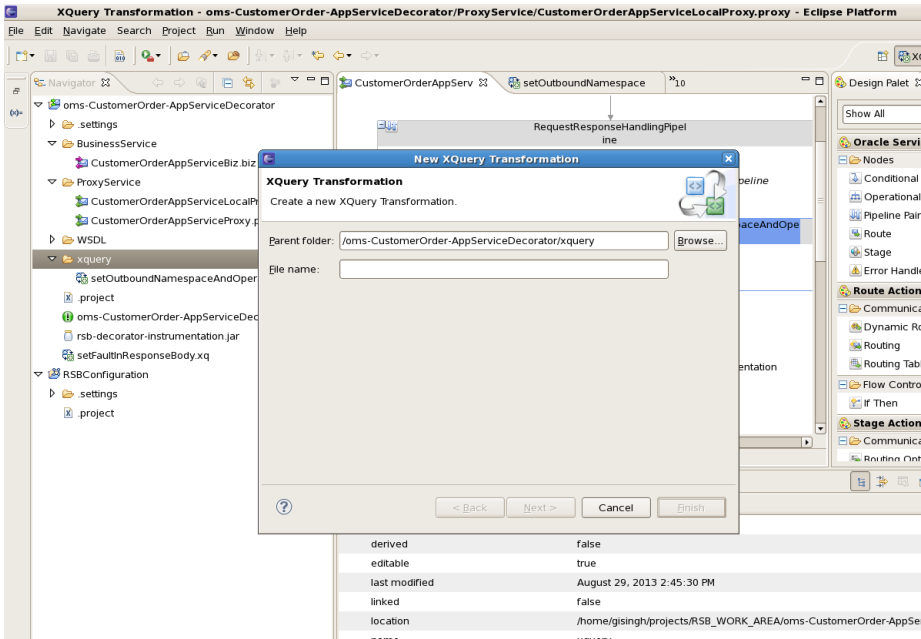 XQuery Transformation - oms-CustomerOrder-AppServiceDecorator/ProxyService/CustomerOrderAppServiceLocalProxy.proxy - Eclipse Platform
File Edit Navigate Search Project Run Window Help
Navigator
oms-CustomerOrder-AppServiceDecorator
.settings
BusinessService
CustomerOrderAppServiceBiz.biz
ProxyService
CustomerOrderAppServiceLocalPr
CustomerOrderAppServiceProxy.p
WSDL
xquery
setOutboundNamespaceAndOper
.project
oms-CustomerOrder-AppServiceDec
rsb-decorator-instrumentation.jar
setFaultInResponseBody.xq
RSBConfiguration
.settings
.project
CustomerOrderAppServ
setOutboundNamespace
»10
RequestResponseHandlingPipel
ine
peline
aceAndOpe
entation
New XQuery Transformation
XQuery Transformation
Create a new XQuery Transformation.
Parent folder: /oms-CustomerOrder-AppServiceDecorator/xquery Browse...
File name:
< Back Next > Cancel Finish
derived false
editable true
last modified August 29, 2013 2:45:30 PM
linked false
location /home/gisingh/projects/RSB_WORK_AREA/oms-CustomerOrder-AppSe
Design Palet
Show All
Oracle Servi
Nodes
Conditional
Operational
Pipeline Pair
Route
Stage
Error Handle
Route Action
Communica
Dynamic Ro
Routing
Routing Tabl
Flow Contro
If Then
Stage Action
Communica
Routing Opt